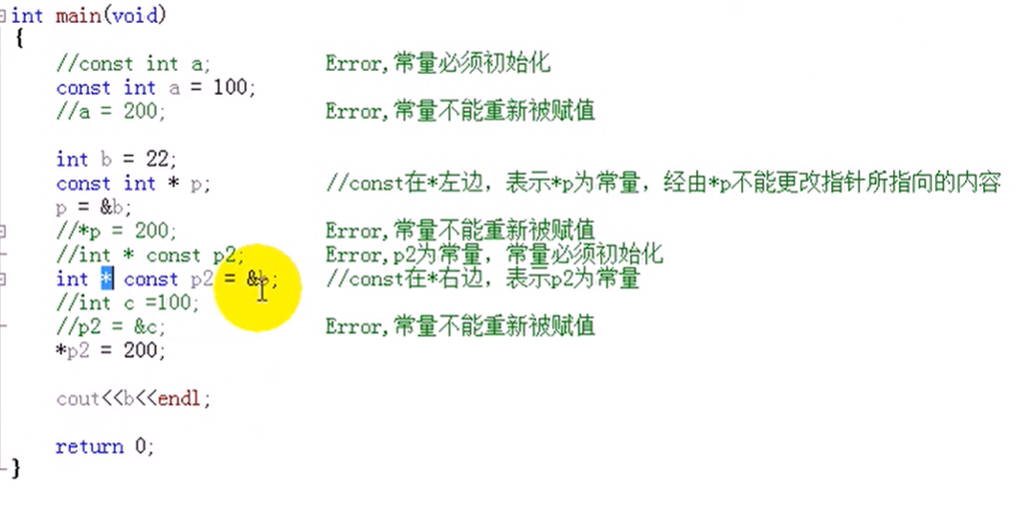 int main(void)
{
//const int a; Error,常量必须初始化
const int a = 100;
//a = 200; Error,常量不能重新被赋值
int b = 22;
const int * p; //const在*左边，表示*p为常量，经由*p不能更改指针所指向的内容
p = &b;
//*p = 200; Error,常量不能重新被赋值
//int * const p2; Error,p2为常量，常量必须初始化
int * const p2 = &b; //const在*右边，表示p2为常量
//int c =100;
//p2 = &c; Error,常量不能重新被赋值
*p2 = 200;
cout<<b<<endl;
return 0;
}